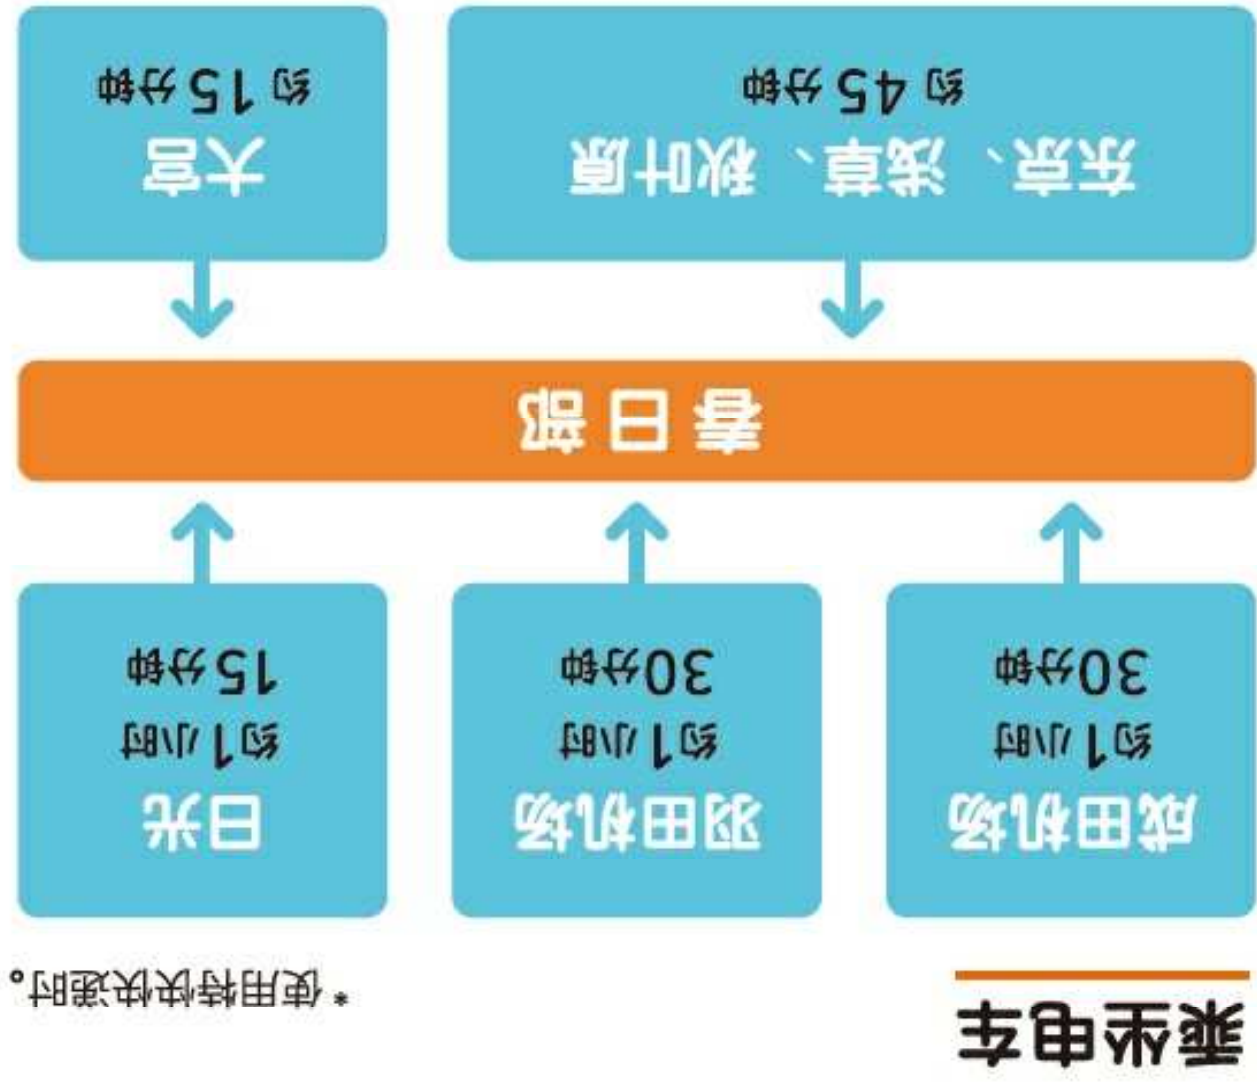 乘坐电车
* 使用特快快递时。
成田机场
约1小时
30分钟
羽田机场
约1小时
30分钟
日光
约1小时
15分钟
春日部
东京、浅草、秋叶原
约45分钟
大宫
约15分钟